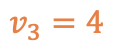 v₃ = 4